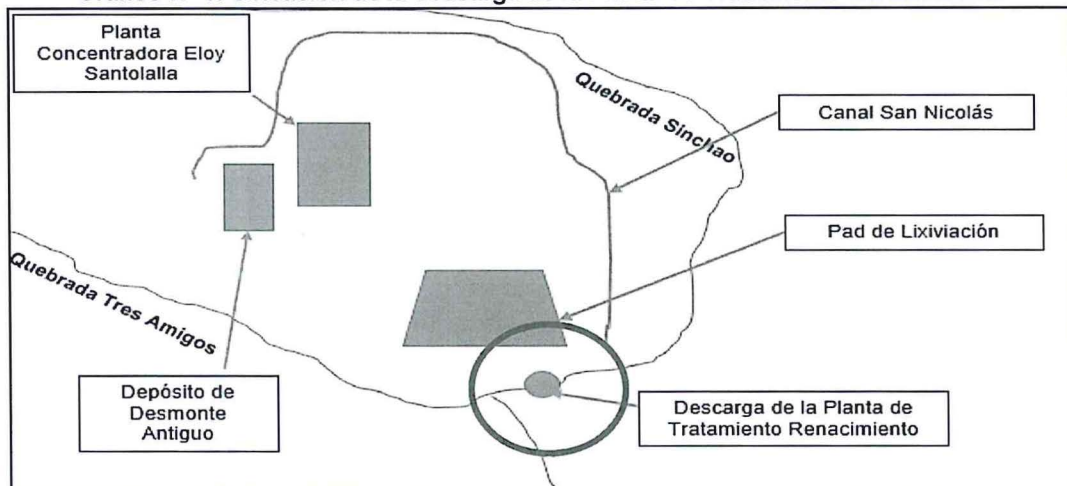 Planta
Concentradora Eloy
Santolalla
Quebrada Sinchao
Canal San Nicolás
Pad de Lixiviación
Quebrada Tres Amigos
Depósito de
Desmonte
Antiguo
Descarga de la Planta de
Tratamiento Renacimiento